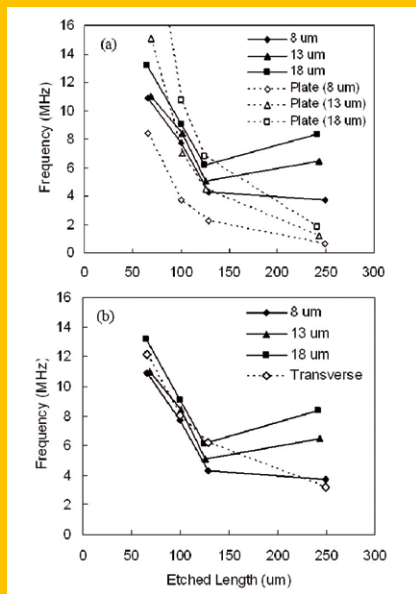 (a)
16
14
12
10
8
6
4
2
0
Frequency (MHz)
0 50 100 150 200 250 300
8 um
13 um
18 um
Plate (8 um)
Plate (13 um)
Plate (18 um)
(b)
16
14
12
10
8
6
4
2
0
Frequency (MHz)
0 50 100 150 200 250 300
Etched Length (um)
8 um
13 um
18 um
Transverse